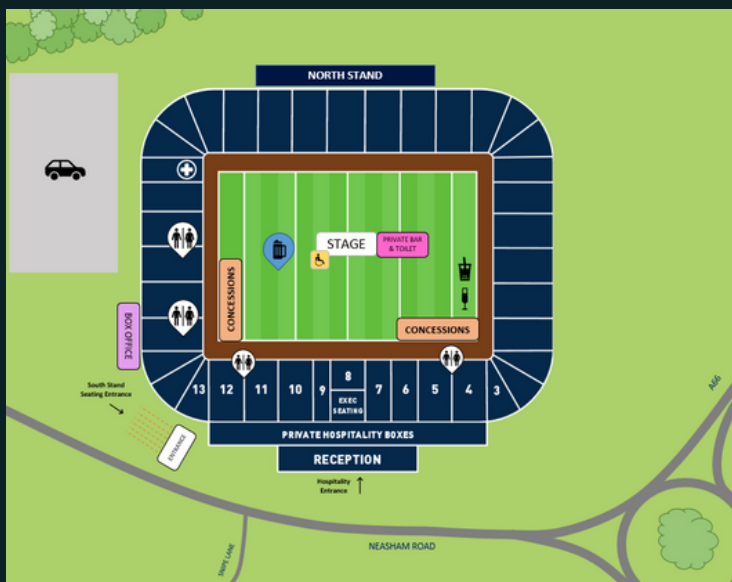 NORTH STAND
STAGE
PRIVATE BAR
& TOILET
CONCESSIONS
CONCESSIONS
BOX OFFICE
South Stand
Seating Entrance
ENTRANCE
13
12
11
10
9
8
EXEC
SEATING
7
6
5
4
3
PRIVATE HOSPITALITY BOXES
RECEPTION
Hospitality
Entrance
A66
NEASHAM ROAD
SNIPE LANE